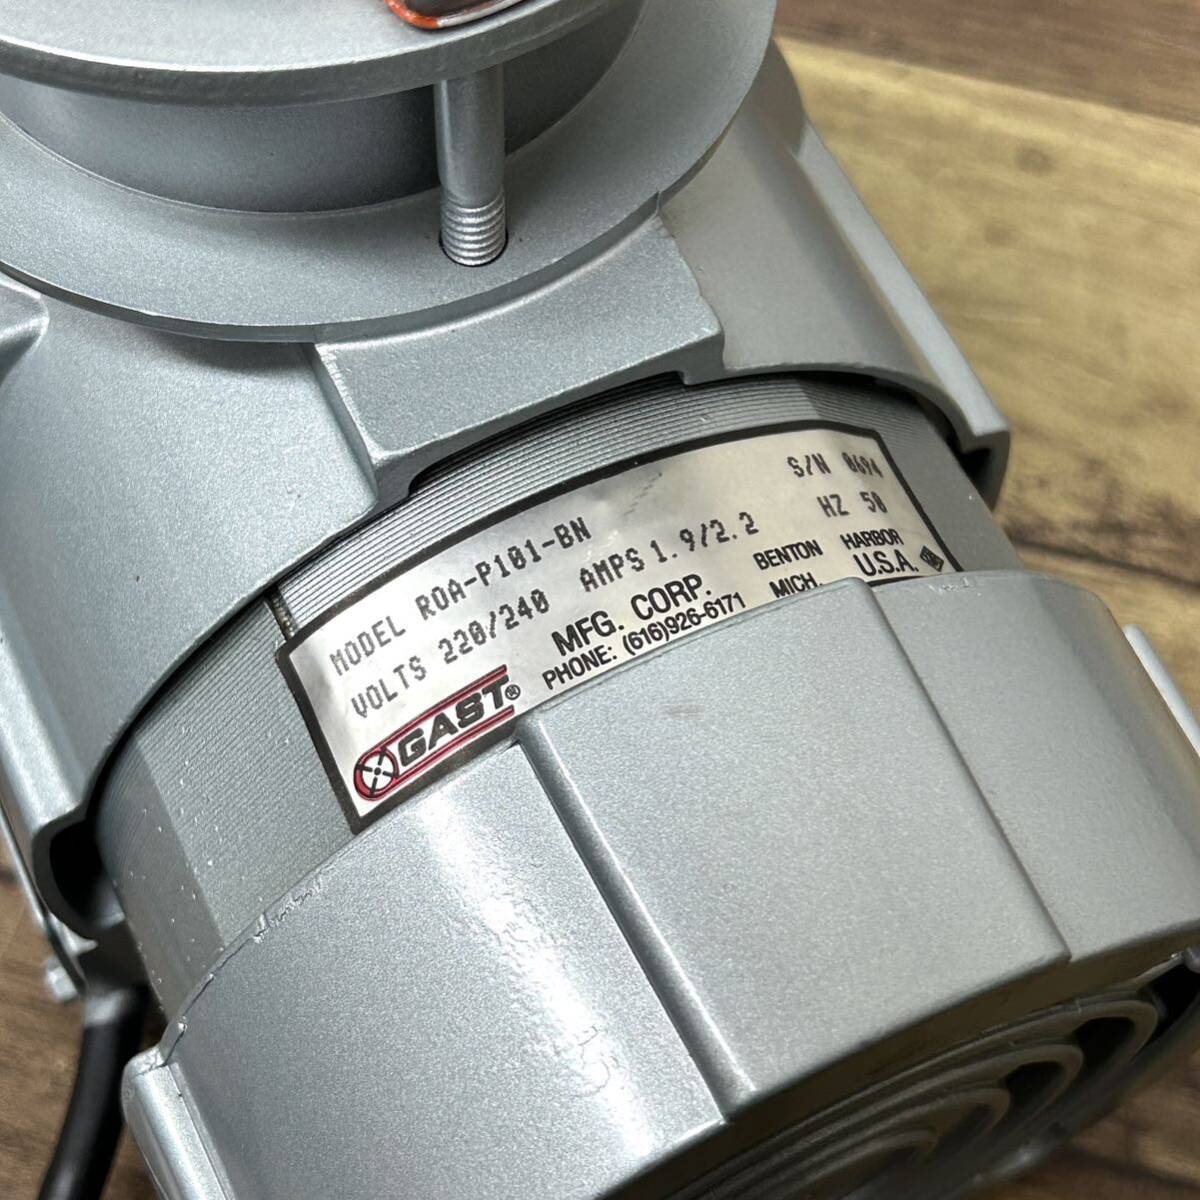 MODEL ROA-P101-BN S/N 0694
VOLTS 220/240 AMPS 1.9/2.2 HZ 50
GAST® MFG. CORP. BENTON HARBOR
PHONE: (616)926-6171 MICH. U.S.A.